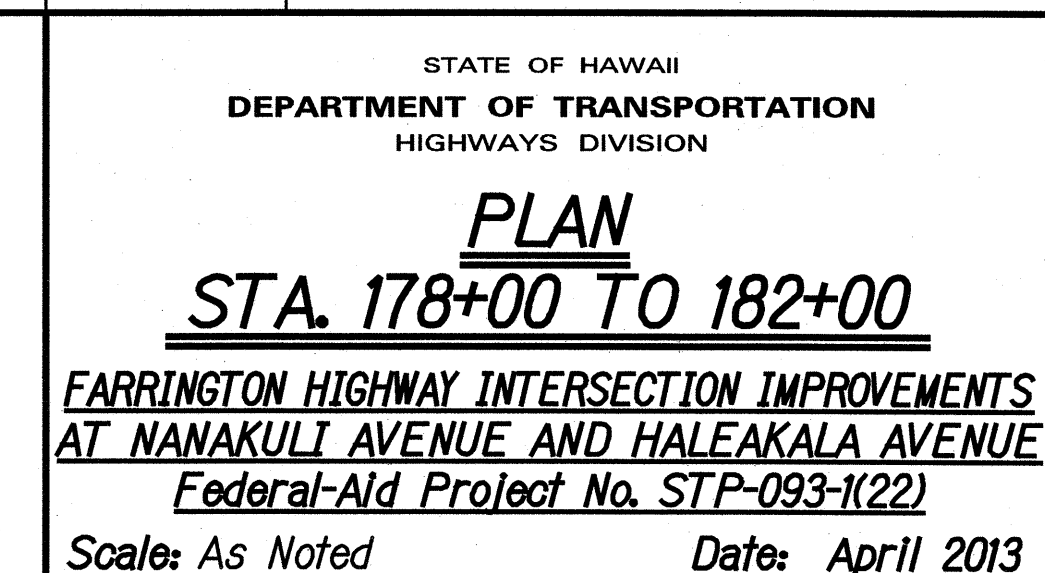 STATE OF HAWAII
DEPARTMENT OF TRANSPORTATION
HIGHWAYS DIVISION
PLAN
STA. 178+00 TO 182+00
FARRINGTON HIGHWAY INTERSECTION IMPROVEMENTS
AT NANAKULI AVENUE AND HALEAKALA AVENUE
Federal-Aid Project No. STP-093-1(22)
Scale: As Noted Date: April 2013